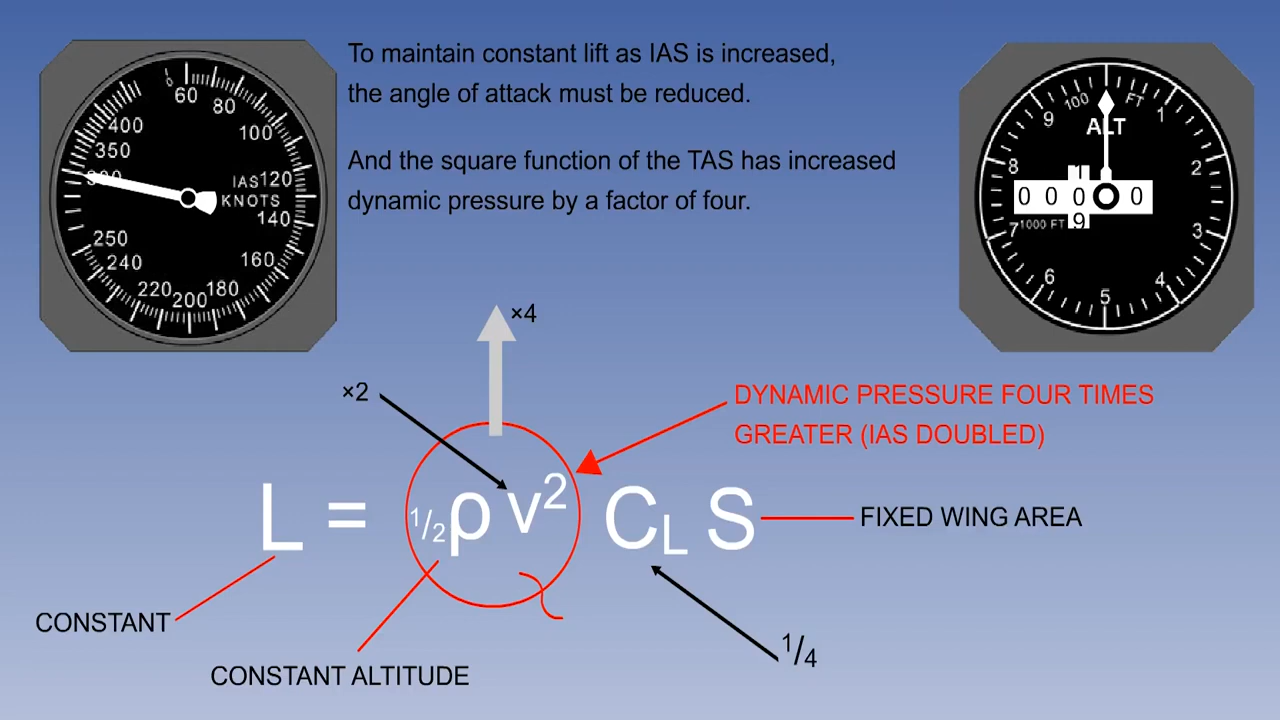 To maintain constant lift as IAS is increased,
the angle of attack must be reduced.
And the square function of the TAS has increased
dynamic pressure by a factor of four.
60
80
100
120
140
160
180
200
220
240
250
300
350
400
IAS
KNOTS
100 FT
ALT
1
2
3
4
5
6
7
8
9
1000 FT
0 0 0 0
9
×4
×2
DYNAMIC PRESSURE FOUR TIMES
GREATER (IAS DOUBLED)
L = 1/2 ρ v² CL S
FIXED WING AREA
CONSTANT
CONSTANT ALTITUDE
1/4